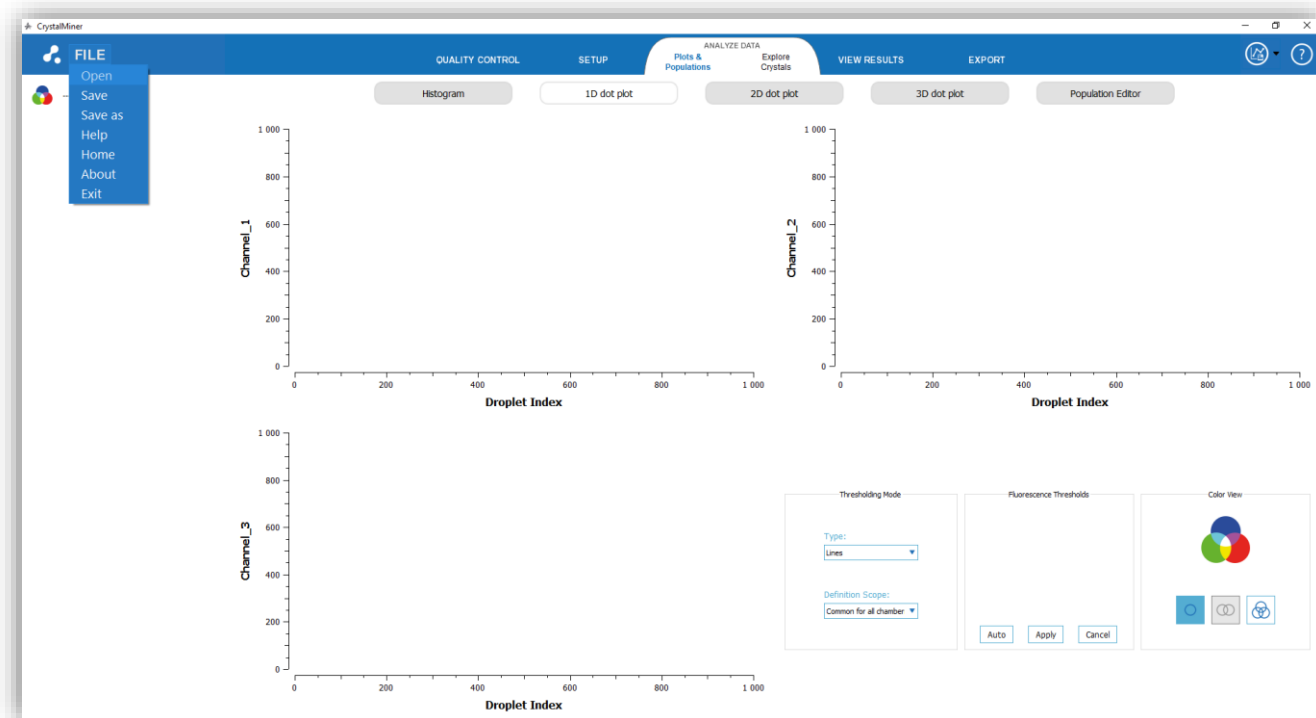 CrystalMiner
FILE
Open
Save
Save as
Help
Home
About
Exit
QUALITY CONTROL
SETUP
ANALYZE DATA
Plots &
Populations
Explore
Crystals
VIEW RESULTS
EXPORT
?
Histogram
1D dot plot
2D dot plot
3D dot plot
Population Editor
1 000
800
600
400
200
0
Channel_1
0 200 400 600 800 1 000
Droplet Index
1 000
800
600
400
200
0
Channel_2
0 200 400 600 800 1 000
Droplet Index
1 000
800
600
400
200
0
Channel_3
0 200 400 600 800 1 000
Droplet Index
Thresholding Mode
Type:
Lines
Definition Scope:
Common for all chamber
Fluorescence Thresholds
Auto Apply Cancel
Color View